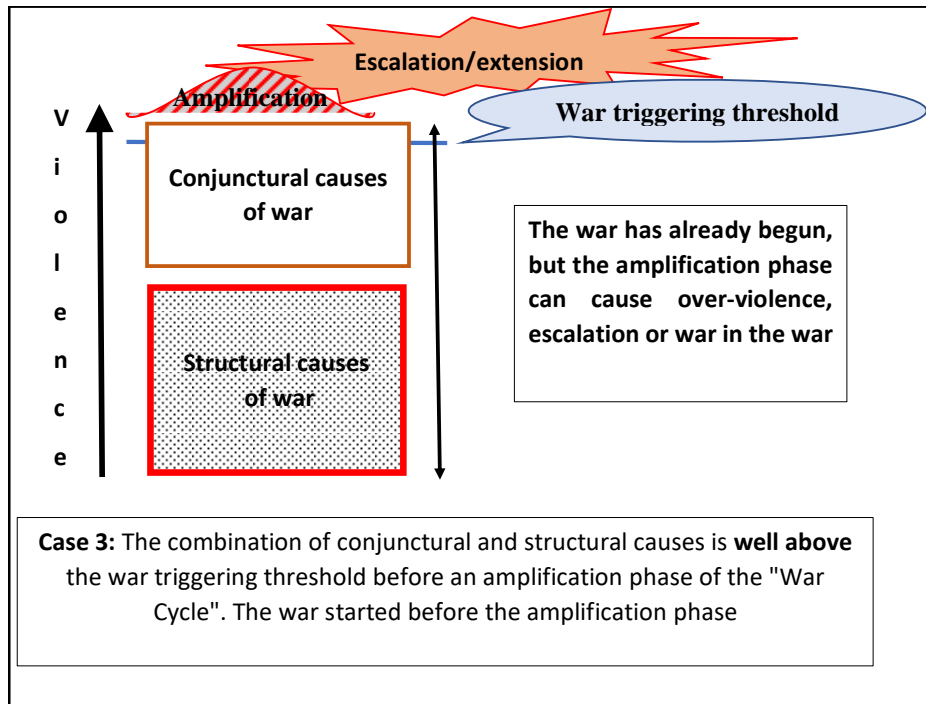 Escalation/extension
Amplification
War triggering threshold
V
i
o
l
e
n
c
e
Conjunctural causes
of war
The war has already begun,
but the amplification phase
can cause over-violence,
escalation or war in the war
Structural causes
of war
Case 3: The combination of conjunctural and structural causes is well above
the war triggering threshold before an amplification phase of the "War
Cycle". The war started before the amplification phase